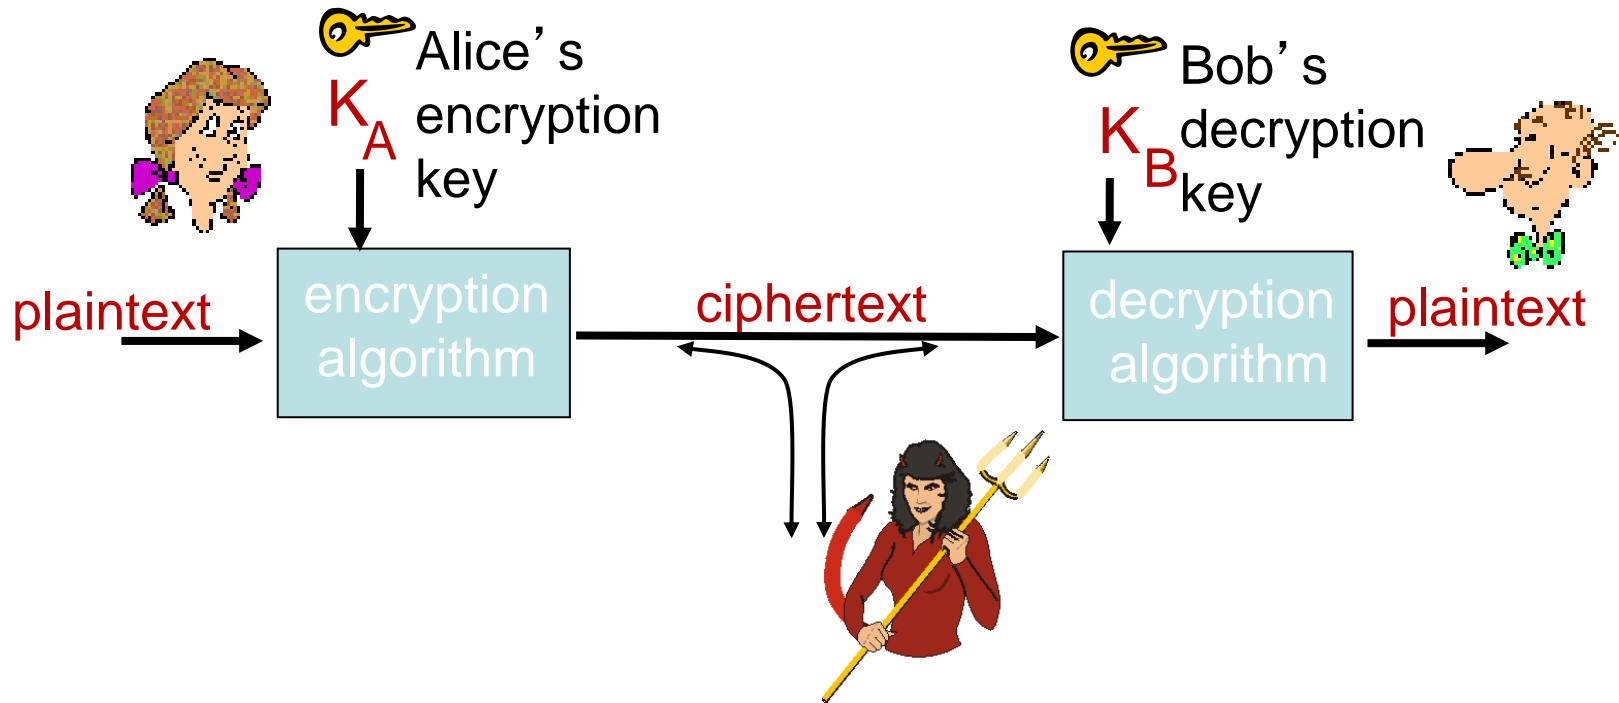 Alice’s
encryption
key
K
A
Bob’s
decryption
key
K
B
plaintext
encryption
algorithm
ciphertext
decryption
algorithm
plaintext